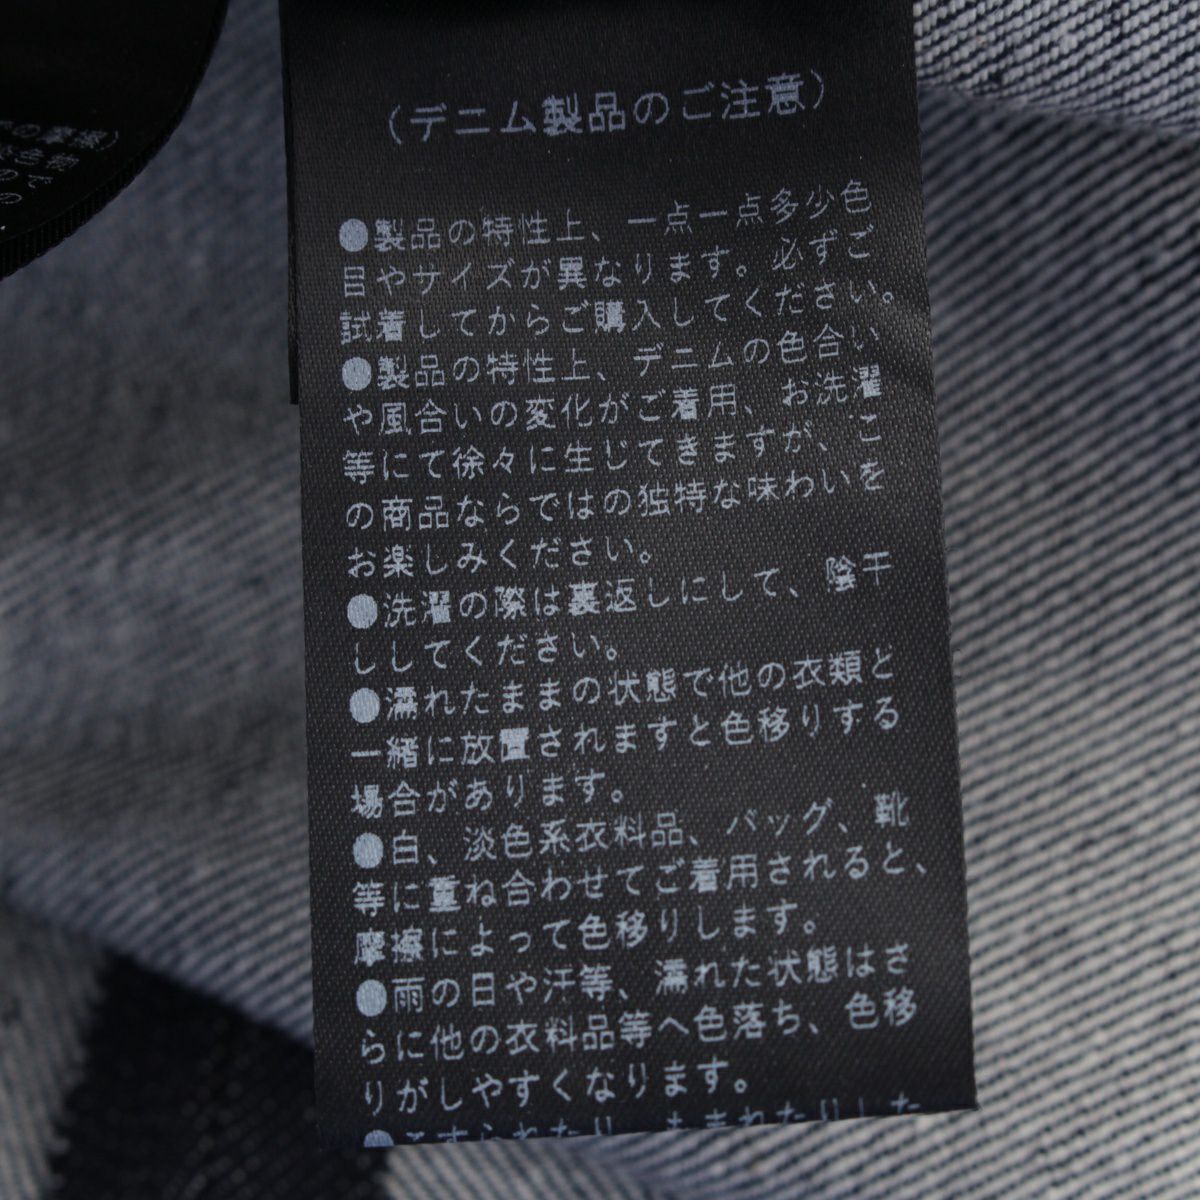 の摩擦)
(デニム製品のご注意)
●製品の特性上、一点一点多少色
目やサイズが異なります。必ずご
試着してからご購入してください。
●製品の特性上、デニムの色合い
や風合いの変化がご着用、お洗濯
等にて徐々に生じてきますが、こ
の商品ならではの独特な味わいを
お楽しみください。
●洗濯の際は裏返しにして、陰干
ししてください。
●濡れたままの状態で他の衣類と
一緒に放置されますと色移りする
場合があります。
●白、淡色系衣料品、バッグ、靴
等に重ね合わせてご着用されると、
摩擦によって色移りします。
●雨の日や汗等、濡れた状態はさ
らに他の衣料品等へ色落ち、色移
りがしやすくなります。